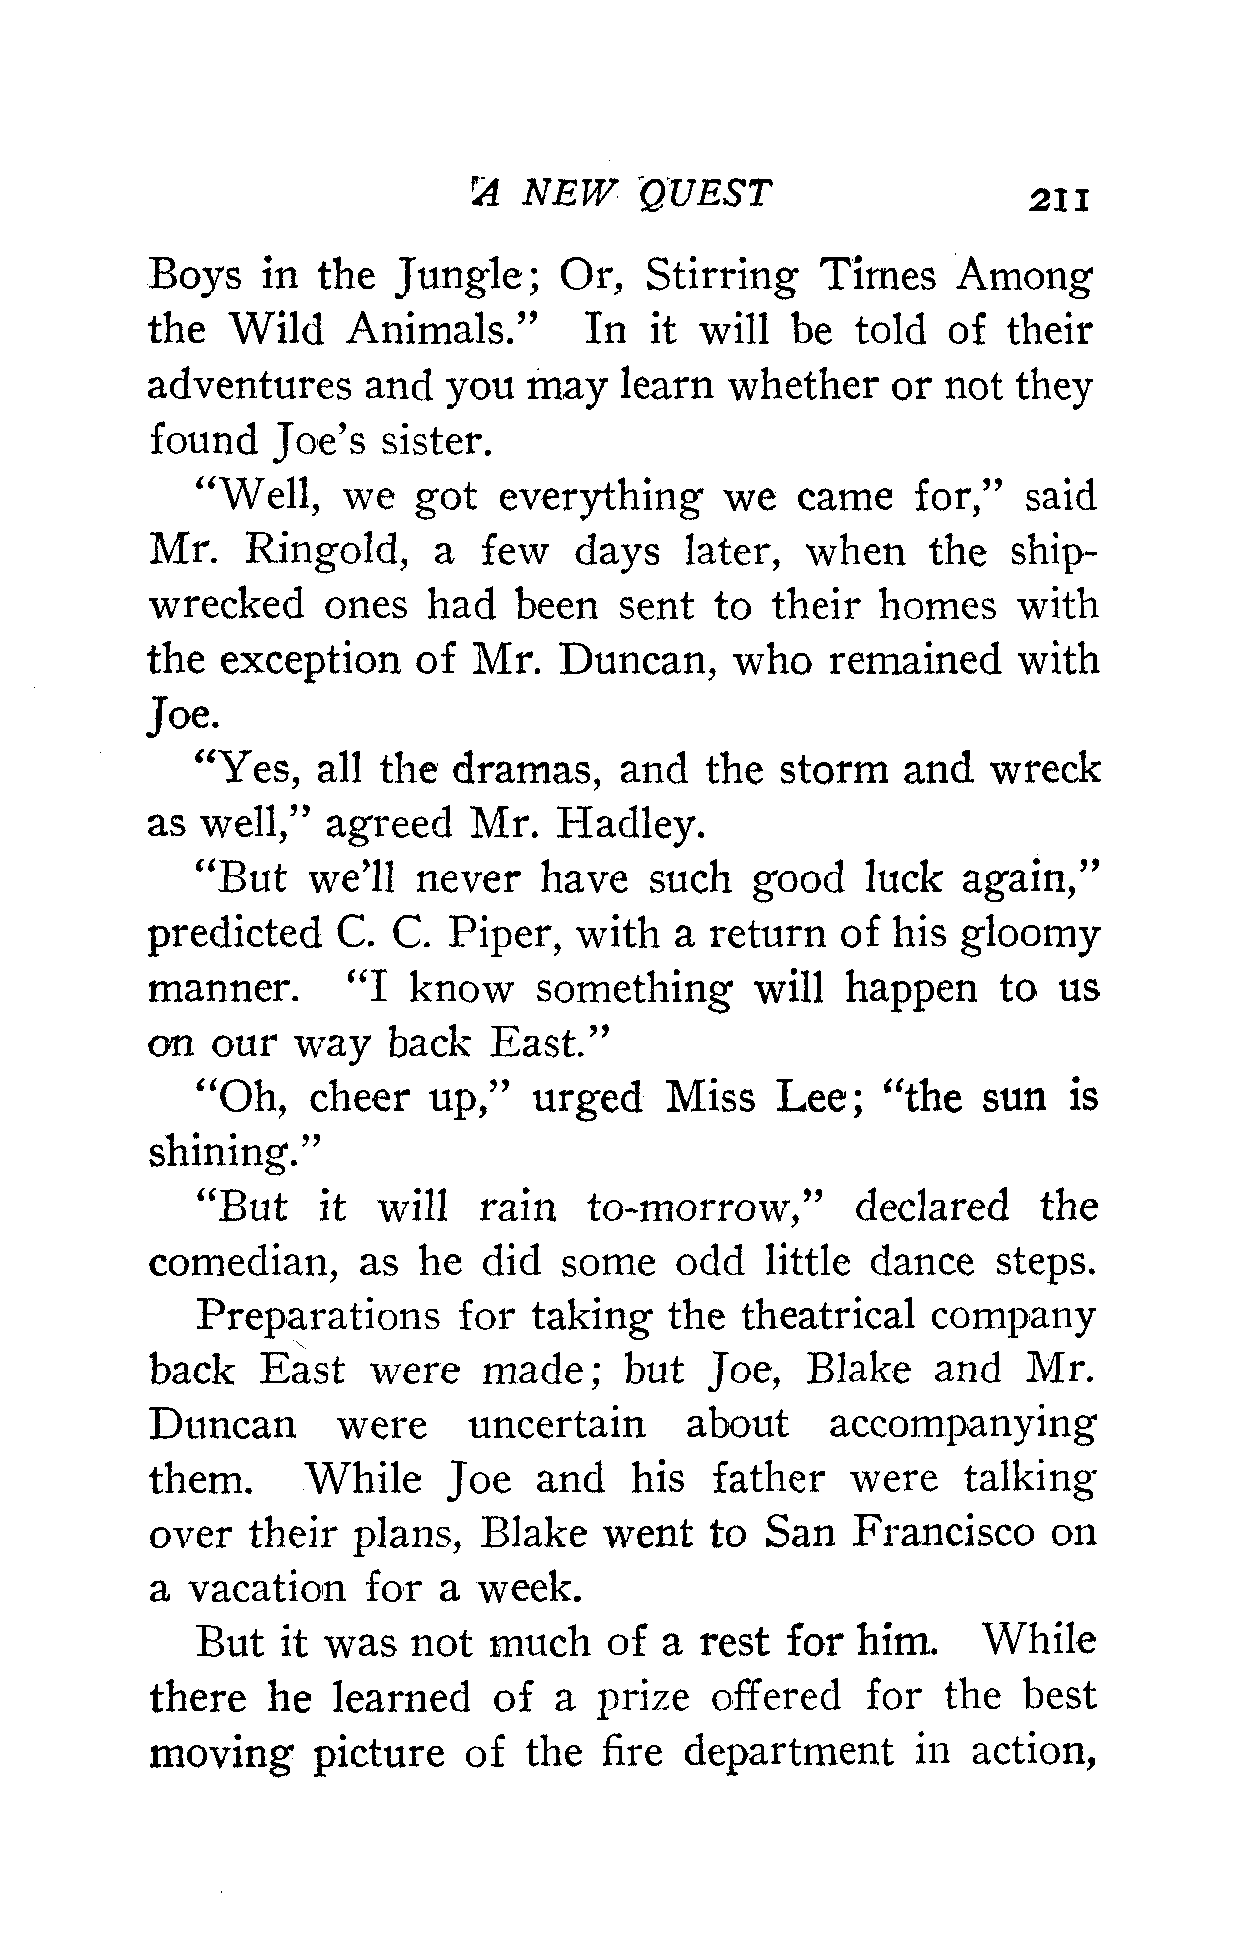 A NEW QUEST 211
Boys in the Jungle; Or, Stirring Times Among
the Wild Animals." In it will be told of their
adventures and you may learn whether or not they
found Joe's sister.
"Well, we got everything we came for," said
Mr. Ringold, a few days later, when the ship-
wrecked ones had been sent to their homes with
the exception of Mr. Duncan, who remained with
Joe.
"Yes, all the dramas, and the storm and wreck
as well," agreed Mr. Hadley.
"But we'll never have such good luck again,"
predicted C. C. Piper, with a return of his gloomy
manner. "I know something will happen to us
on our way back East."
"Oh, cheer up," urged Miss Lee; "the sun is
shining."
"But it will rain to-morrow," declared the
comedian, as he did some odd little dance steps.
Preparations for taking the theatrical company
back East were made; but Joe, Blake and Mr.
Duncan were uncertain about accompanying
them. While Joe and his father were talking
over their plans, Blake went to San Francisco on
a vacation for a week.
But it was not much of a rest for him. While
there he learned of a prize offered for the best
moving picture of the fire department in action,